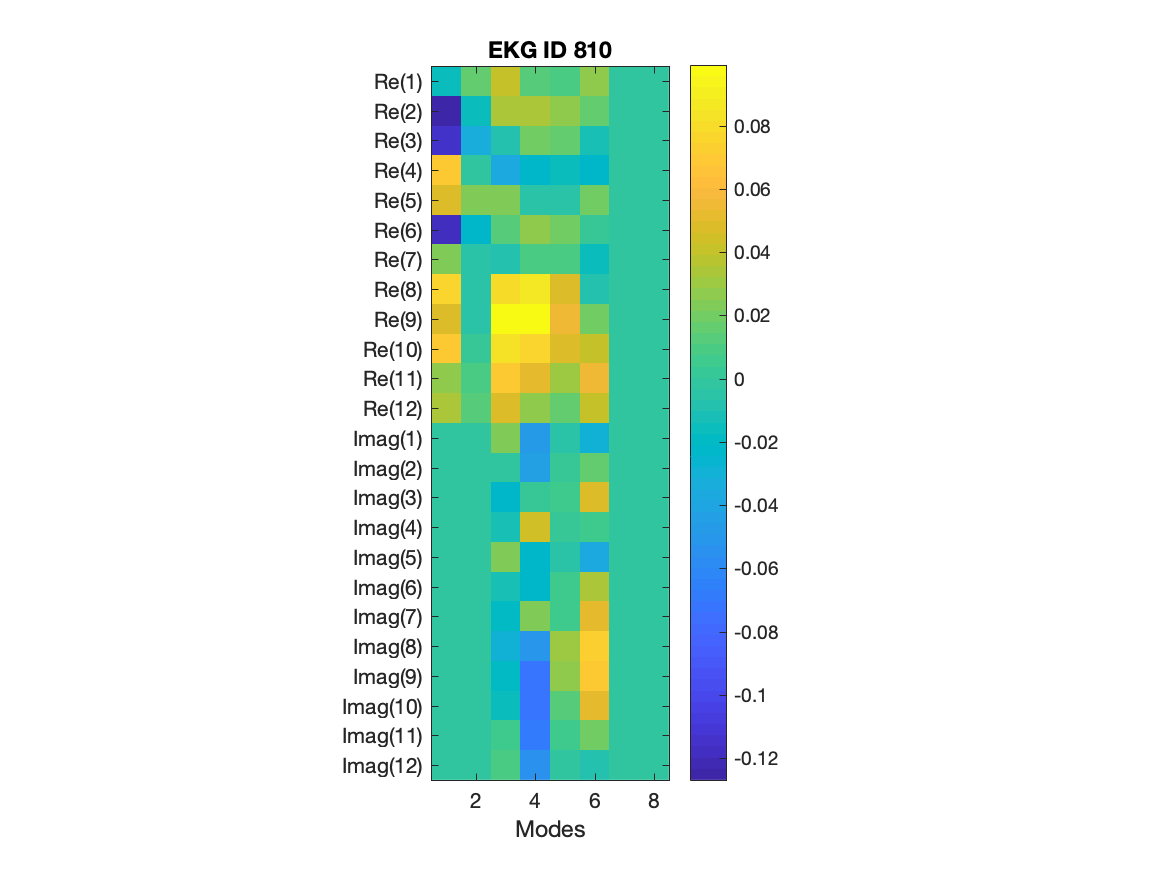 EKG ID 810
Re(1)
Re(2)
Re(3)
Re(4)
Re(5)
Re(6)
Re(7)
Re(8)
Re(9)
Re(10)
Re(11)
Re(12)
Imag(1)
Imag(2)
Imag(3)
Imag(4)
Imag(5)
Imag(6)
Imag(7)
Imag(8)
Imag(9)
Imag(10)
Imag(11)
Imag(12)
2 4 6 8
Modes
0.08
0.06
0.04
0.02
0
-0.02
-0.04
-0.06
-0.08
-0.1
-0.12